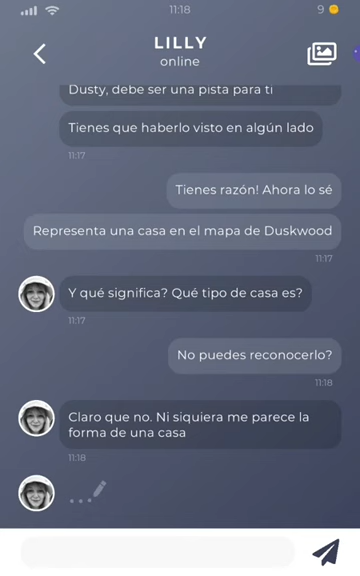 11:18
9
LILLY
online
Dusty, debe ser una pista para ti
Tienes que haberlo visto en algún lado
11:17
Tienes razón! Ahora lo sé
Representa una casa en el mapa de Duskwood
11:17
Y qué significa? Qué tipo de casa es?
11:17
No puedes reconocerlo?
11:18
Claro que no. Ni siquiera me parece la
forma de una casa
11:18